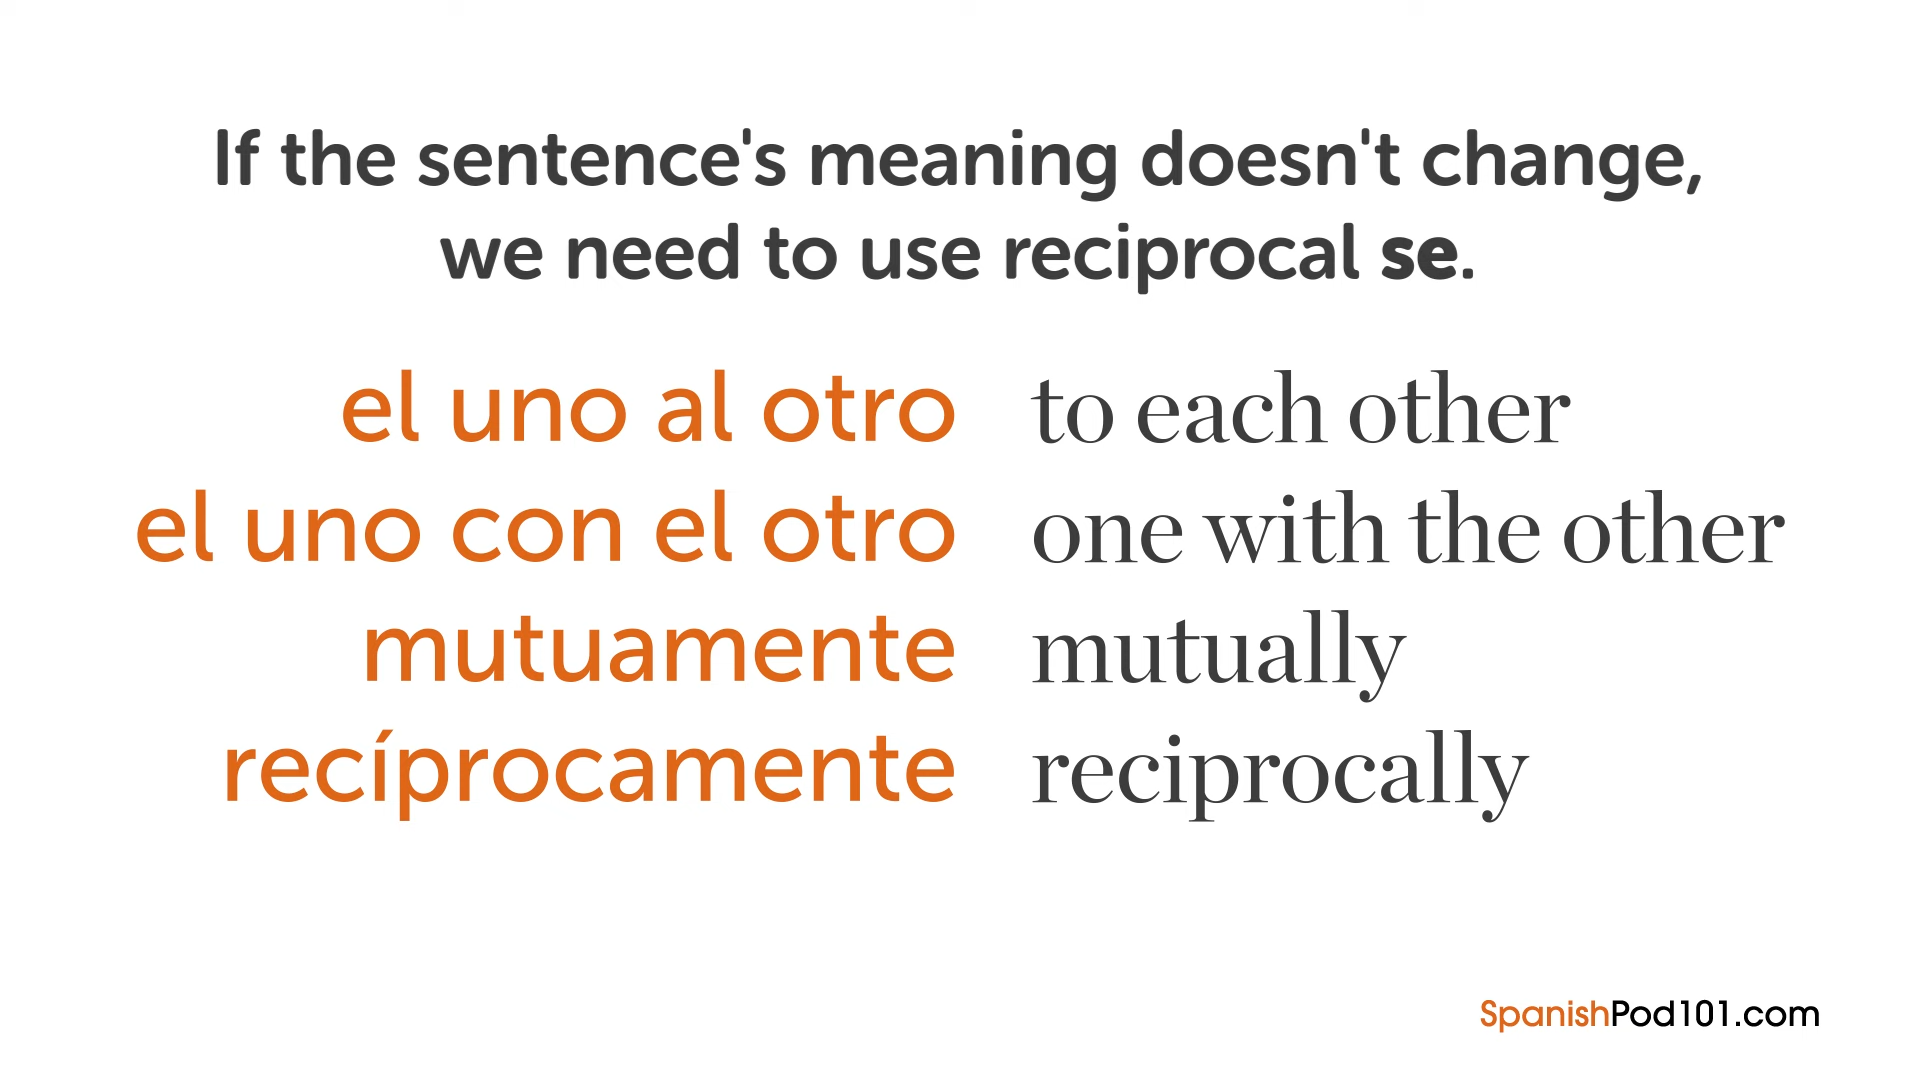 If the sentence's meaning doesn't change,
we need to use reciprocal se.
el uno al otro to each other
el uno con el otro one with the other
mutuamente mutually
recíprocamente reciprocally
SpanishPod101.com